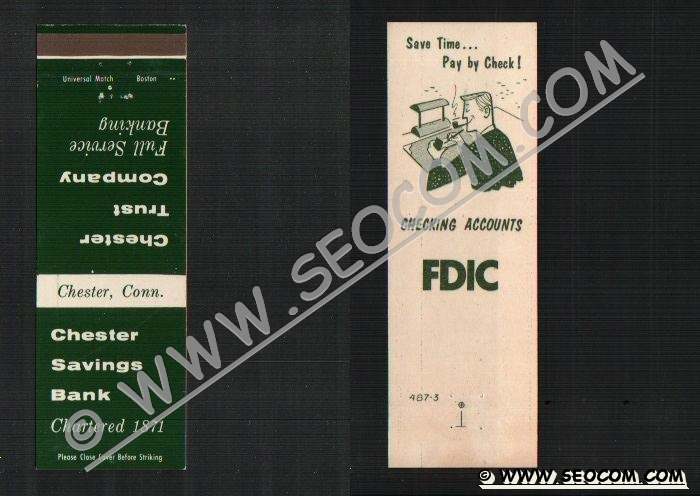 Universal Match Boston
Full Service
Banking
Chester
Trust
Company
Chester, Conn.
Chester
Savings
Bank
Chartered 1871
Please Close Cover Before Striking
Save Time...
Pay by Check!
CHECKING ACCOUNTS
FDIC
487-3
© WWW.SEOCOM.COM
© WWW.SEOCOM.COM